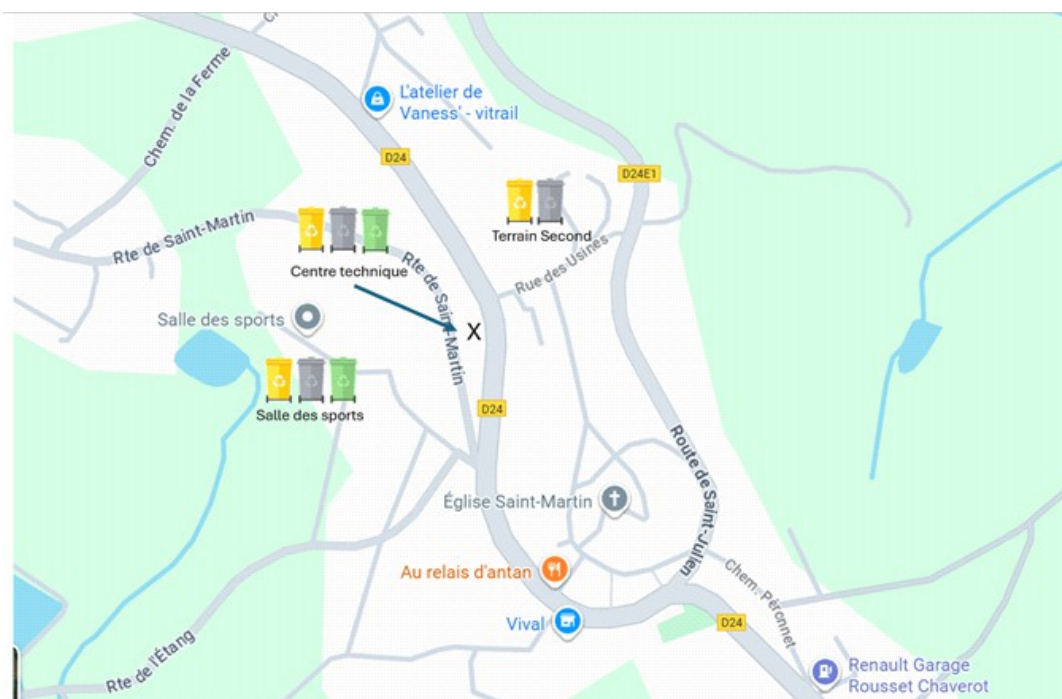 L'atelier de
Vaness' - vitrail
Chem. de la Ferme
D24
D24E1
Terrain Second
Rte de Saint-Martin
Centre technique
Rue des Usines
Rte de Saint-Martin
Salle des sports
X
Salle des sports
D24
Route de Saint-Julien
Église Saint-Martin
Au relais d'antan
Chem. Péronnet
Vival
D24
Rte de l'Étang
Renault Garage
Rousset Chaverot